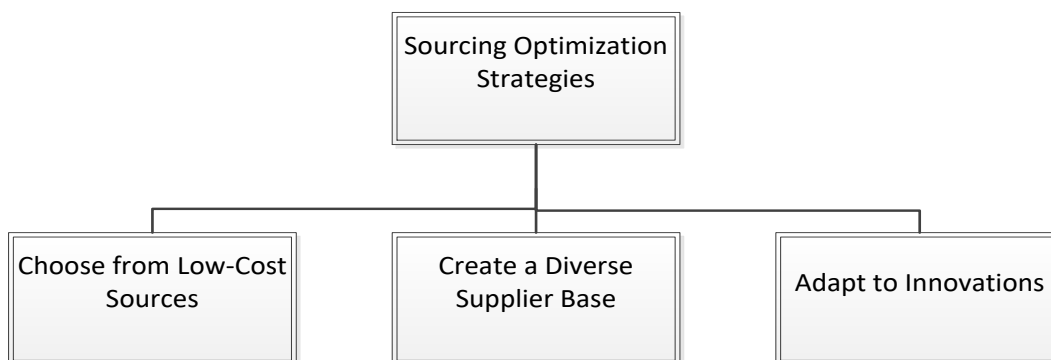 Sourcing Optimization
Strategies
Choose from Low-Cost
Sources
Create a Diverse
Supplier Base
Adapt to Innovations